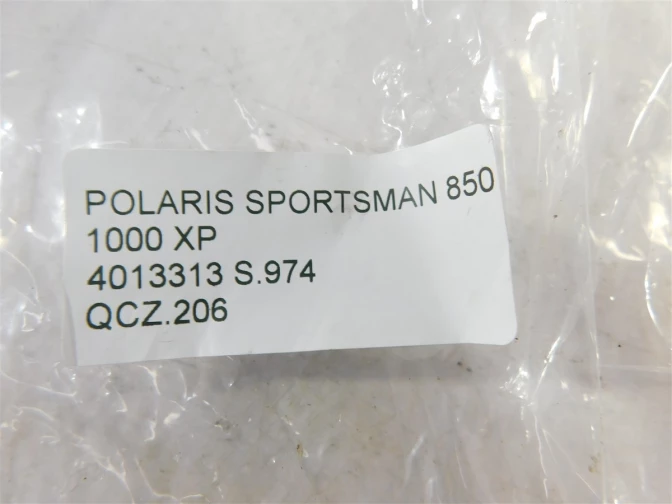 POLARIS SPORTSMAN 850
1000 XP
4013313 S.974
QCZ.206